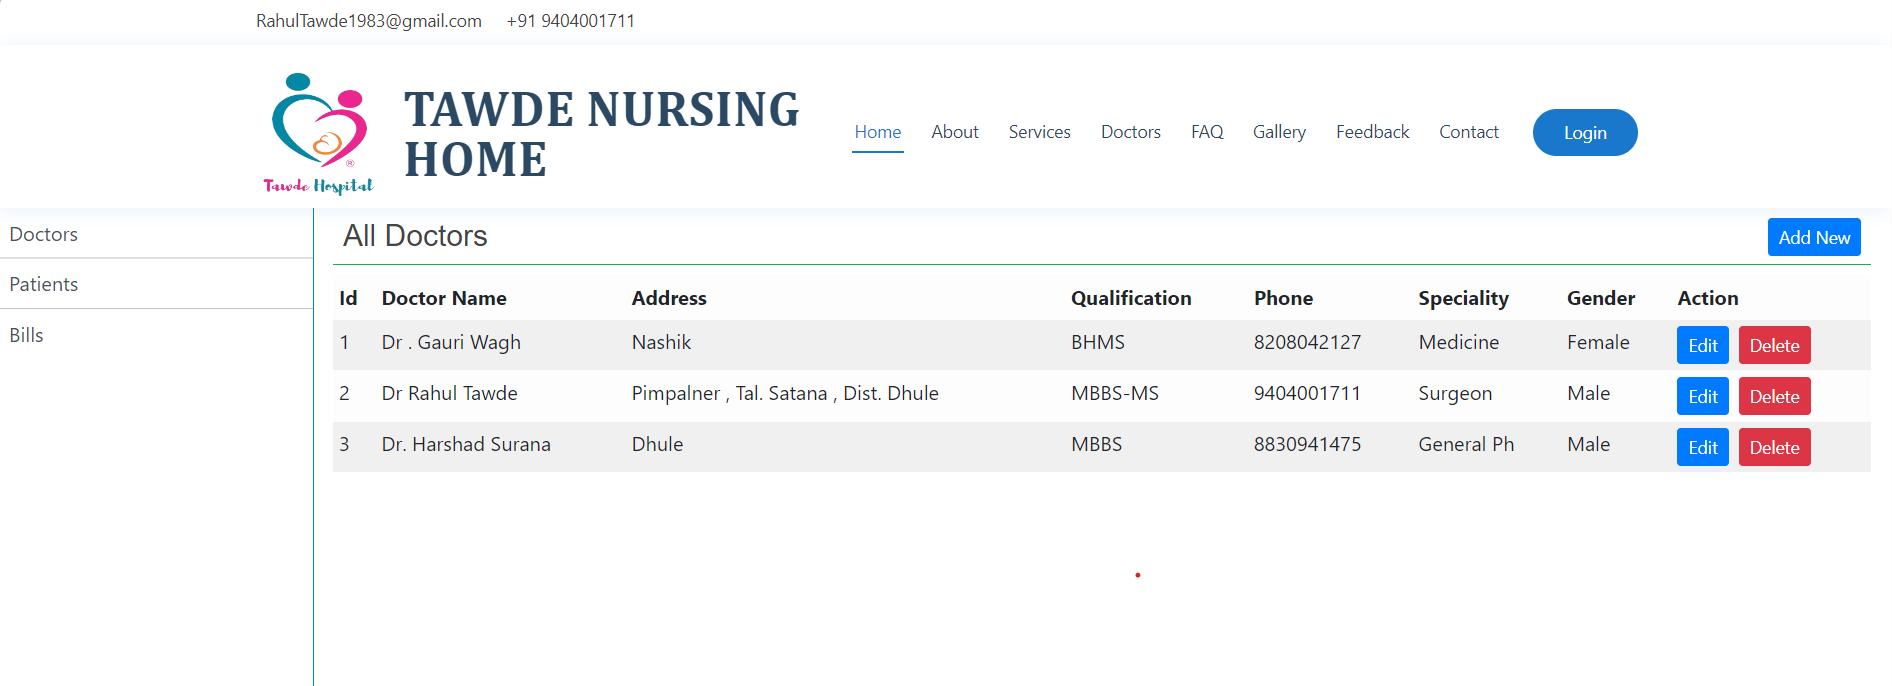 RahulTawde1983@gmail.com +91 9404001711
TAWDE NURSING
HOME
®
Tawde Hospital
Home About Services Doctors FAQ Gallery Feedback Contact Login
Doctors
Patients
Bills
All Doctors Add New
Id Doctor Name Address Qualification Phone Speciality Gender Action
1 Dr . Gauri Wagh Nashik BHMS 8208042127 Medicine Female Edit Delete
2 Dr Rahul Tawde Pimpalner , Tal. Satana , Dist. Dhule MBBS-MS 9404001711 Surgeon Male Edit Delete
3 Dr. Harshad Surana Dhule MBBS 8830941475 General Ph Male Edit Delete